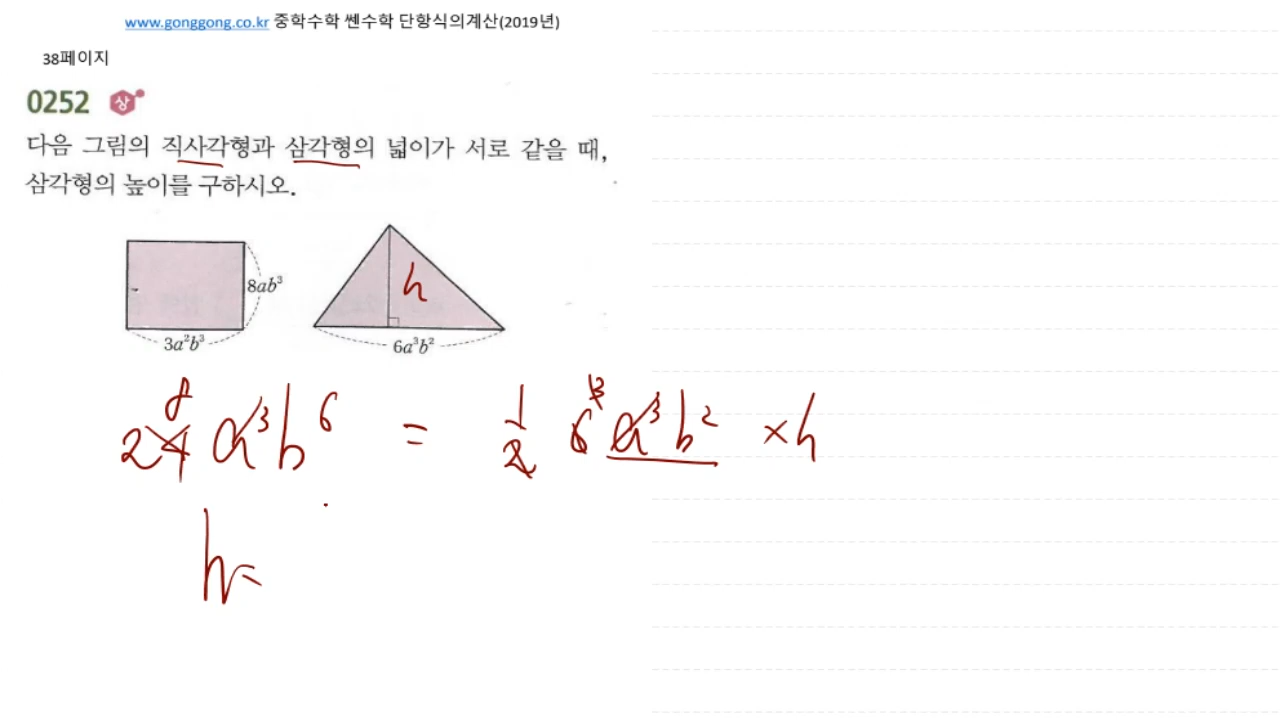 www.gonggong.co.kr 중학수학 쎈수학 단항식의계산(2019년)
38페이지
0252 상
다음 그림의 직사각형과 삼각형의 넓이가 서로 같을 때,
삼각형의 높이를 구하시오.
8ab³
3a²b³
h
6a³b²
8
24 a³b⁶ = 1/2 6 a³b² × h
h=